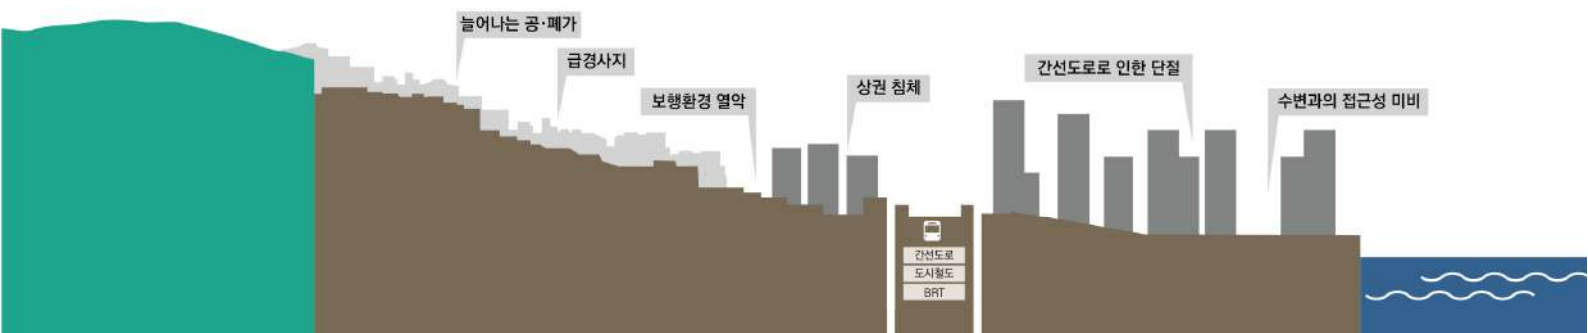 늘어나는 공·폐가
급경사지
보행환경 열악
상권 침체
간선도로로 인한 단절
수변과의 접근성 미비
간선도로
도시철도
BRT